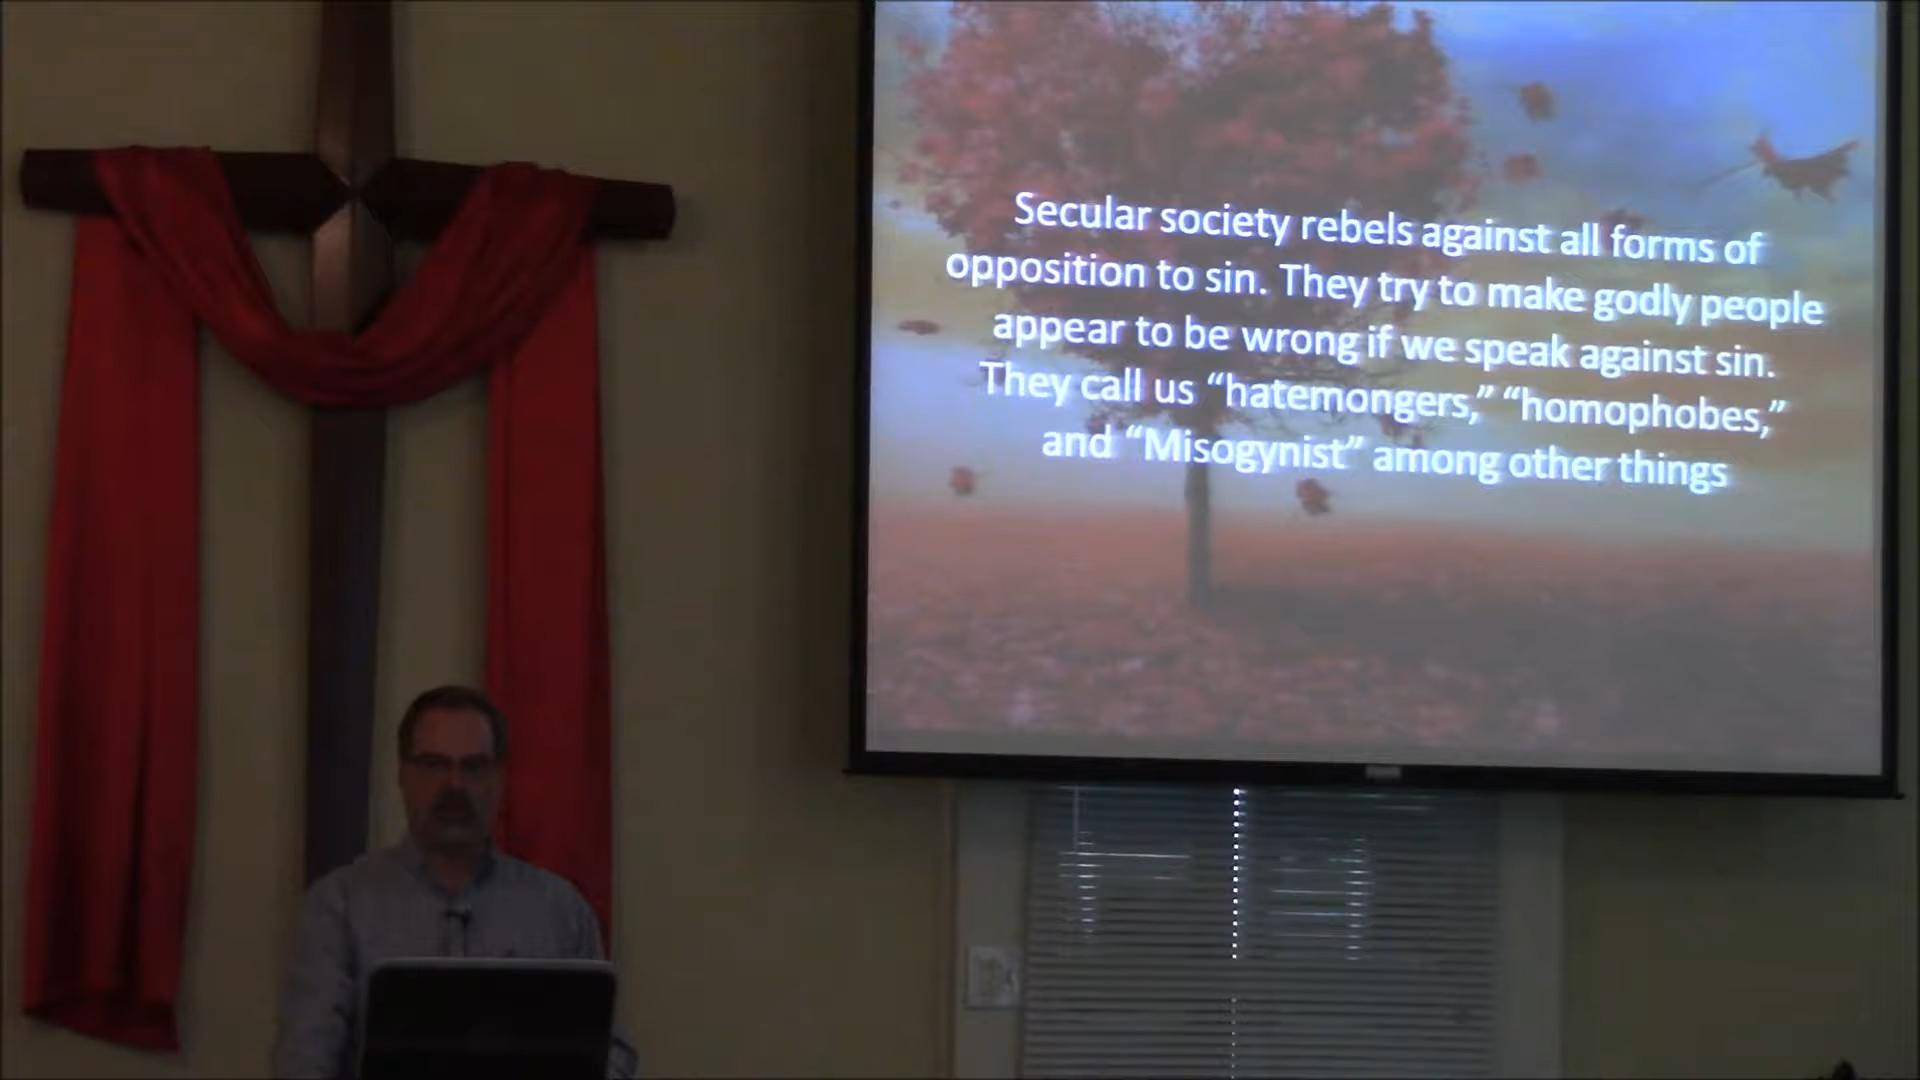 Secular society rebels against all forms of
opposition to sin. They try to make godly people
appear to be wrong if we speak against sin.
They call us “hatemongers,” “homophobes,”
and “Misogynist” among other things